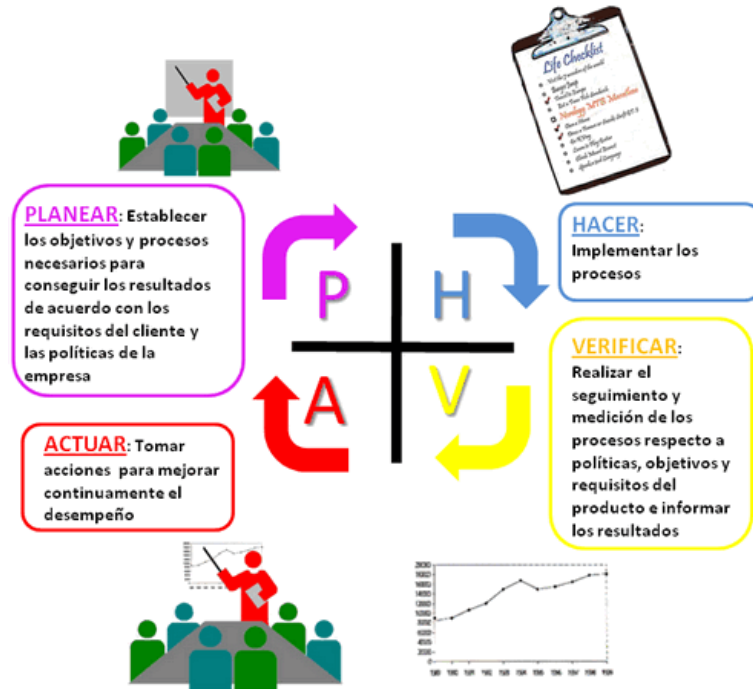 Life Checklist
PLANEAR: Establecer
los objetivos y procesos
necesarios para
conseguir los resultados
de acuerdo con los
requisitos del cliente y
las políticas de la
empresa
P
H
HACER:
Implementar los
procesos
A
V
VERIFICAR:
Realizar el
seguimiento y
medición de los
procesos respecto a
políticas, objetivos y
requisitos del
producto e informar
los resultados
ACTUAR: Tomar
acciones para mejorar
continuamente el
desempeño